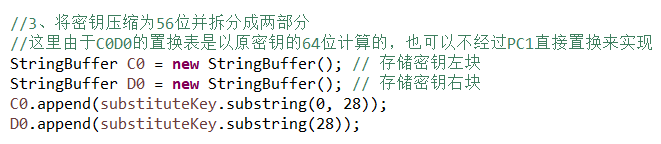 //3、将密钥压缩为56位并拆分成两部分
//这里由于C0D0的置换表是以原密钥的64位计算的，也可以不经过PC1直接置换来实现
StringBuffer C0 = new StringBuffer(); // 存储密钥左块
StringBuffer D0 = new StringBuffer(); // 存储密钥右块
C0.append(substituteKey.substring(0, 28));
D0.append(substituteKey.substring(28));